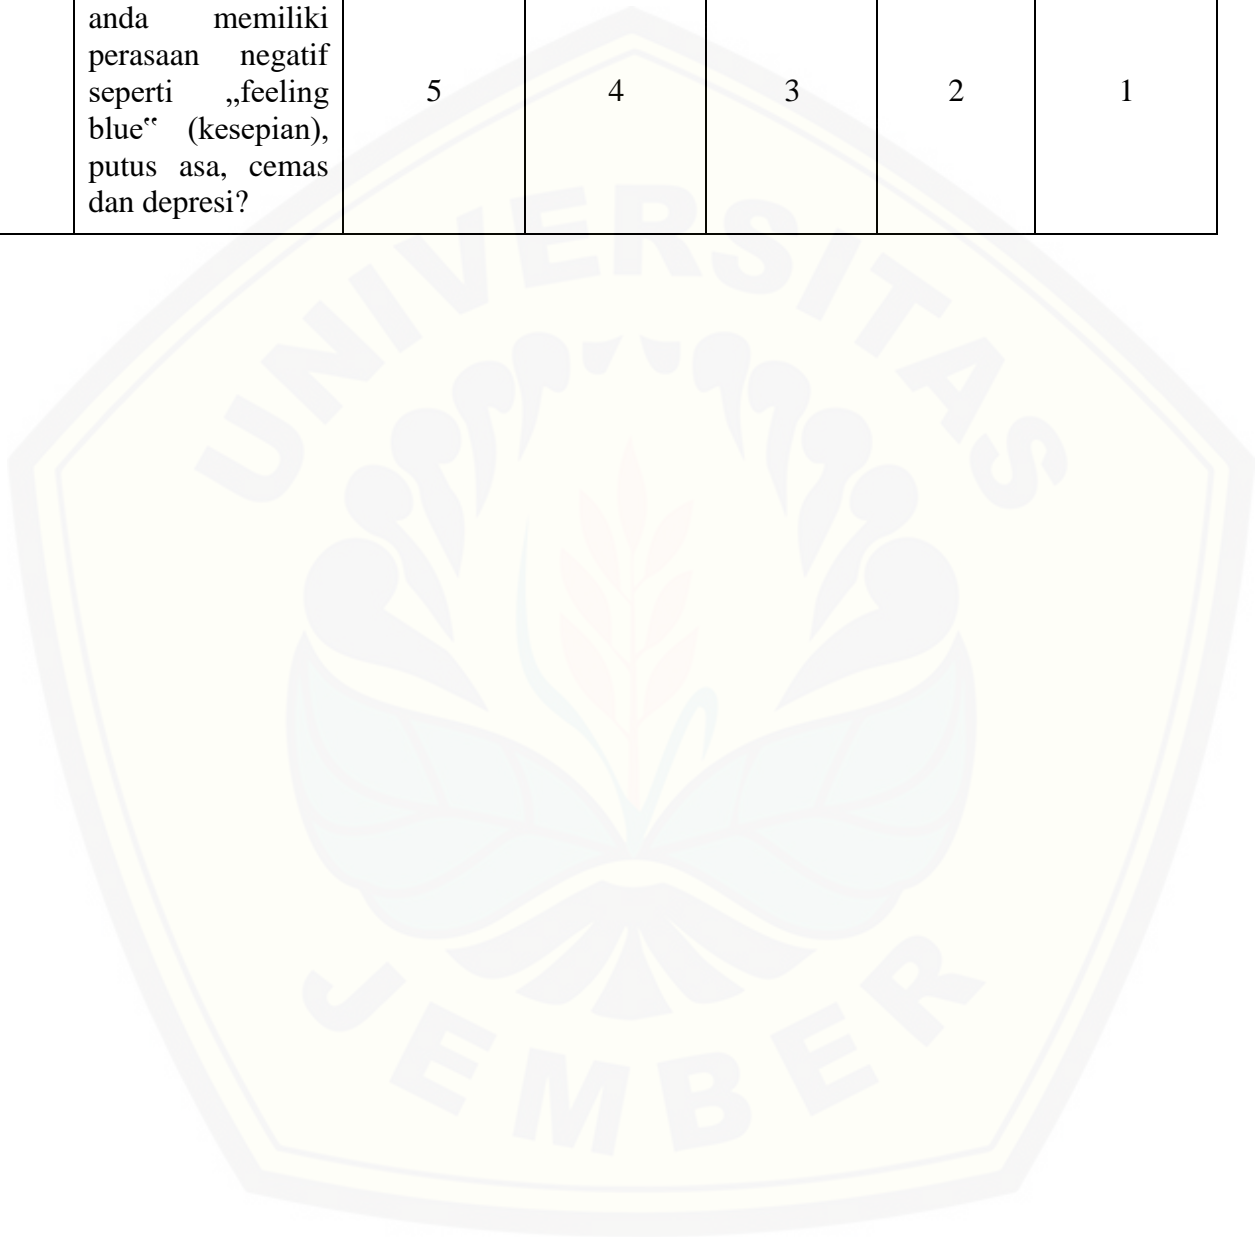 anda memiliki
perasaan negatif
seperti „feeling
blue‟ (kesepian),
putus asa, cemas
dan depresi?
5 4 3 2 1
UNIVERSITAS
JEMBER